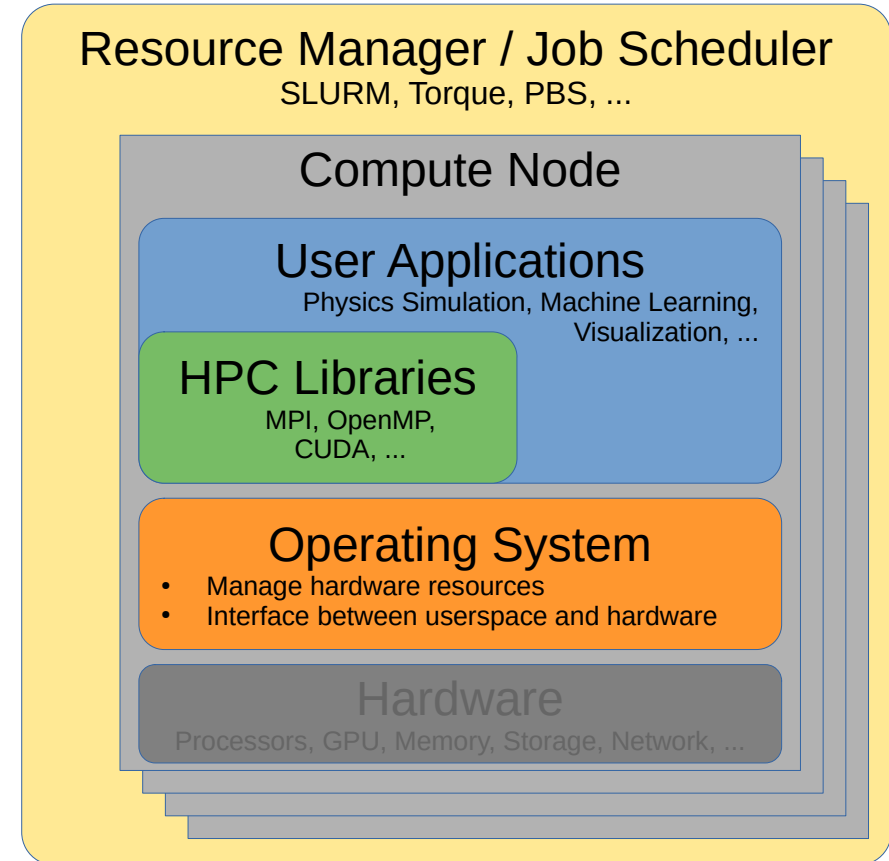 Resource Manager / Job Scheduler
SLURM, Torque, PBS, ...
Compute Node
User Applications
Physics Simulation, Machine Learning,
Visualization, ...
HPC Libraries
MPI, OpenMP,
CUDA, ...
Operating System
• Manage hardware resources
• Interface between userspace and hardware
Hardware
Processors, GPU, Memory, Storage, Network, ...